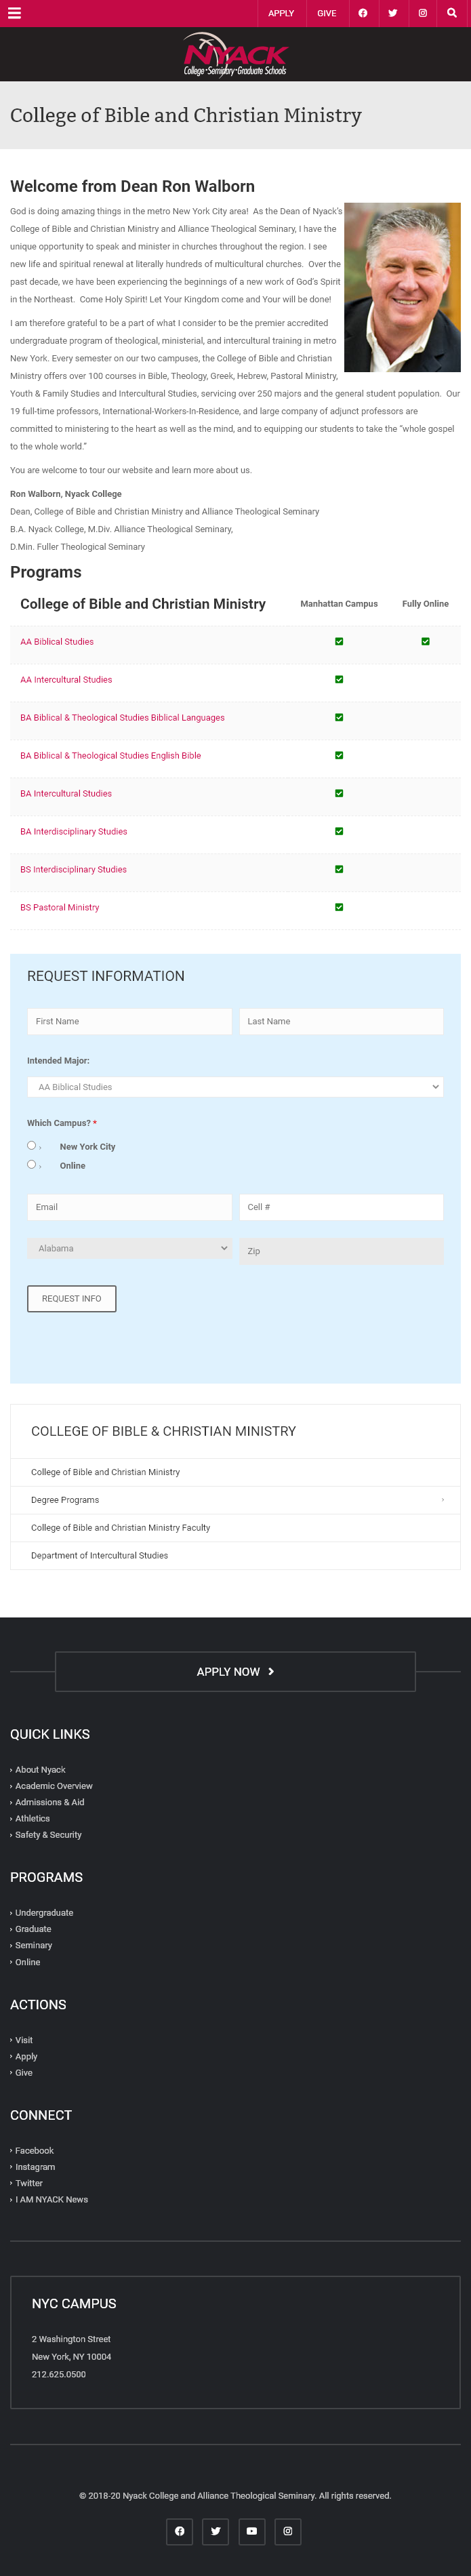 APPLY GIVE
NYACK
College·Seminary·Graduate Schools
College of Bible and Christian Ministry
Welcome from Dean Ron Walborn
God is doing amazing things in the metro New York City area!  As the Dean of Nyack's
College of Bible and Christian Ministry and Alliance Theological Seminary, I have the
unique opportunity to speak and minister in churches throughout the region. I see
new life and spiritual renewal at literally hundreds of multicultural churches.  Over the
past decade, we have been experiencing the beginnings of a new work of God's Spirit
in the Northeast.  Come Holy Spirit! Let Your Kingdom come and Your will be done!
I am therefore grateful to be a part of what I consider to be the premier accredited
undergraduate program of theological, ministerial, and intercultural training in metro
New York. Every semester on our two campuses, the College of Bible and Christian
Ministry offers over 100 courses in Bible, Theology, Greek, Hebrew, Pastoral Ministry,
Youth & Family Studies and Intercultural Studies, servicing over 250 majors and the general student population.  Our
19 full-time professors, International-Workers-In-Residence, and large company of adjunct professors are
committed to ministering to the heart as well as the mind, and to equipping our students to take the "whole gospel
to the whole world."
You are welcome to tour our website and learn more about us.
Ron Walborn, Nyack College
Dean, College of Bible and Christian Ministry and Alliance Theological Seminary
B.A. Nyack College, M.Div. Alliance Theological Seminary,
D.Min. Fuller Theological Seminary
Programs
College of Bible and Christian Ministry Manhattan Campus Fully Online
AA Biblical Studies
AA Intercultural Studies
BA Biblical & Theological Studies Biblical Languages
BA Biblical & Theological Studies English Bible
BA Intercultural Studies
BA Interdisciplinary Studies
BS Interdisciplinary Studies
BS Pastoral Ministry
REQUEST INFORMATION
First Name Last Name
Intended Major:
AA Biblical Studies
Which Campus? *
New York City
Online
Email Cell #
Alabama Zip
REQUEST INFO
COLLEGE OF BIBLE & CHRISTIAN MINISTRY
College of Bible and Christian Ministry
Degree Programs
College of Bible and Christian Ministry Faculty
Department of Intercultural Studies
APPLY NOW
QUICK LINKS
About Nyack
Academic Overview
Admissions & Aid
Athletics
Safety & Security
PROGRAMS
Undergraduate
Graduate
Seminary
Online
ACTIONS
Visit
Apply
Give
CONNECT
Facebook
Instagram
Twitter
I AM NYACK News
NYC CAMPUS
2 Washington Street
New York, NY 10004
212.625.0500
© 2018-20 Nyack College and Alliance Theological Seminary. All rights reserved.